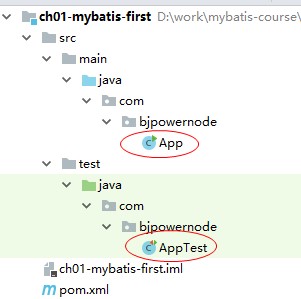 ch01-mybatis-first D:\work\mybatis-course\
src
main
java
com
bjpowernode
App
test
java
com
bjpowernode
AppTest
ch01-mybatis-first.iml
pom.xml